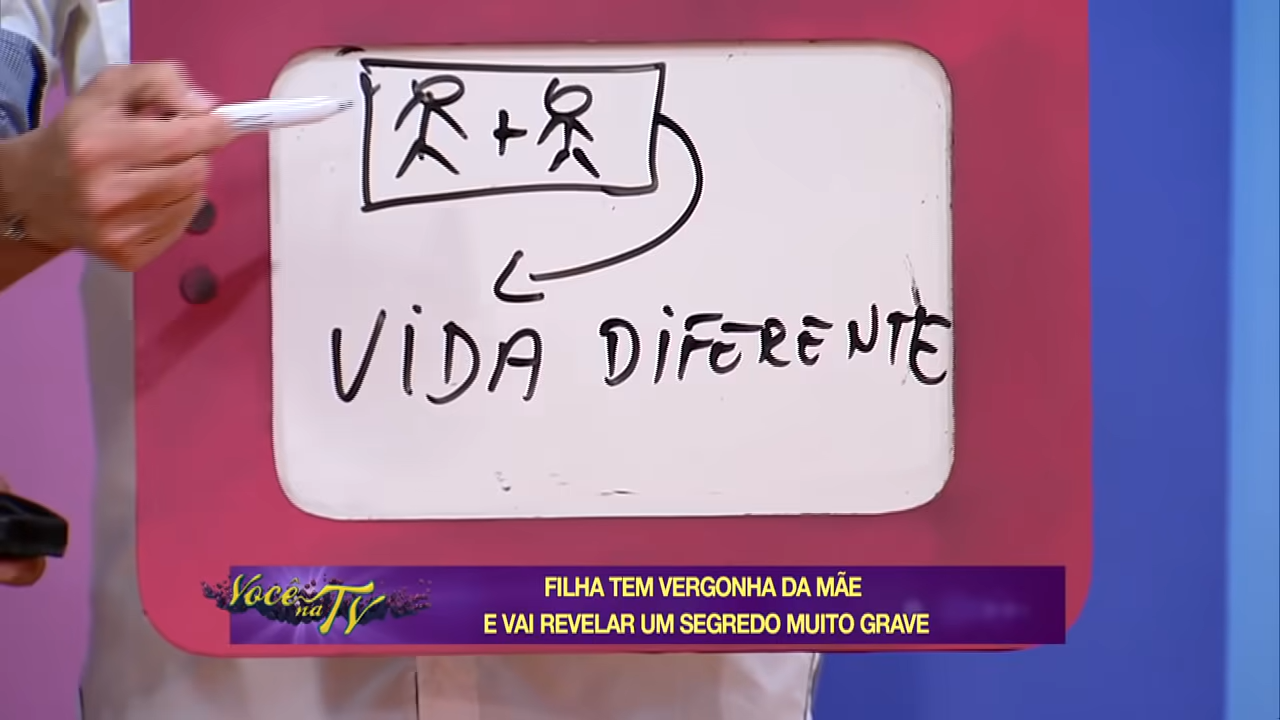 +
VIDA DIFERENTE
Você na TV
FILHA TEM VERGONHA DA MÃE
E VAI REVELAR UM SEGREDO MUITO GRAVE